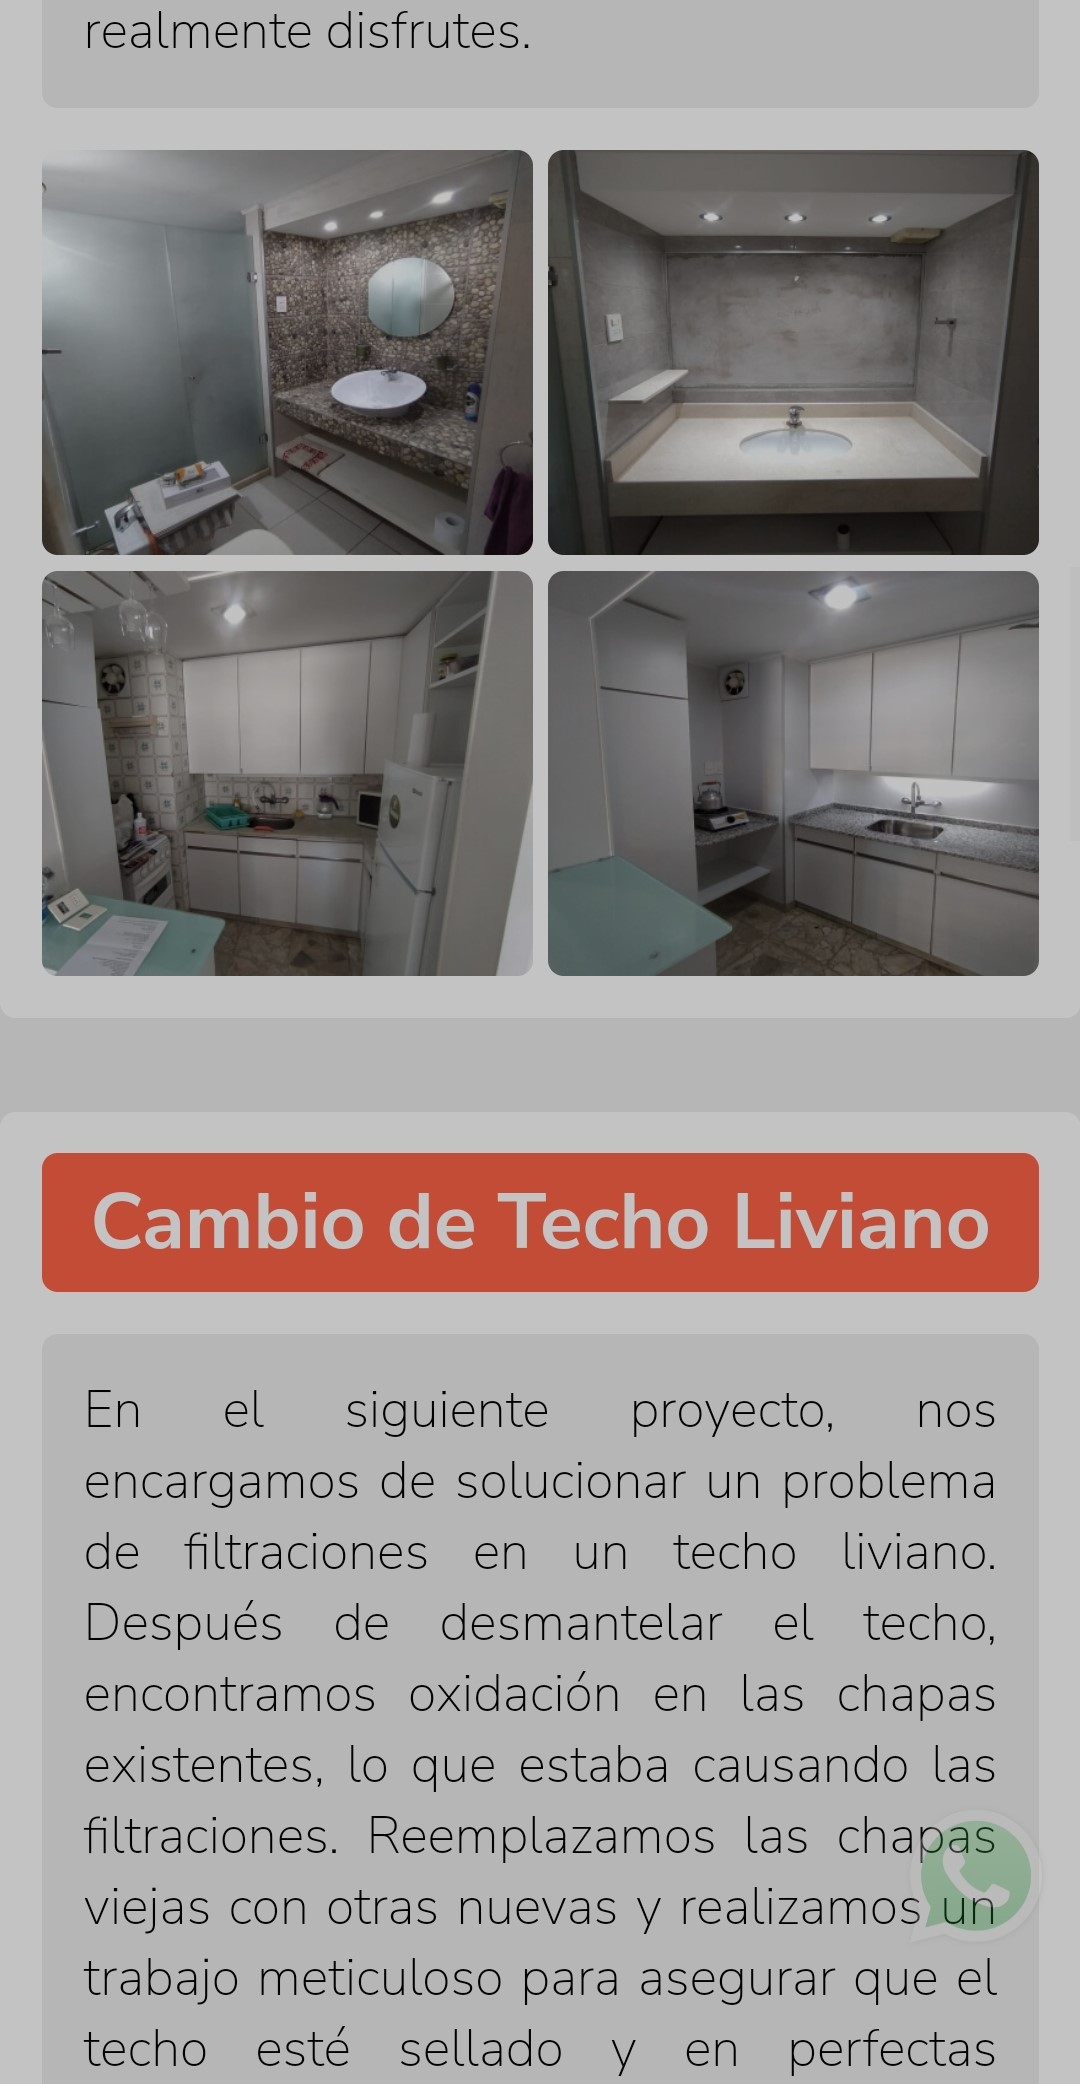 realmente disfrutes.
Cambio de Techo Liviano
En el siguiente proyecto, nos
encargamos de solucionar un problema
de filtraciones en un techo liviano.
Después de desmantelar el techo,
encontramos oxidación en las chapas
existentes, lo que estaba causando las
filtraciones. Reemplazamos las chapas
viejas con otras nuevas y realizamos un
trabajo meticuloso para asegurar que el
techo esté sellado y en perfectas